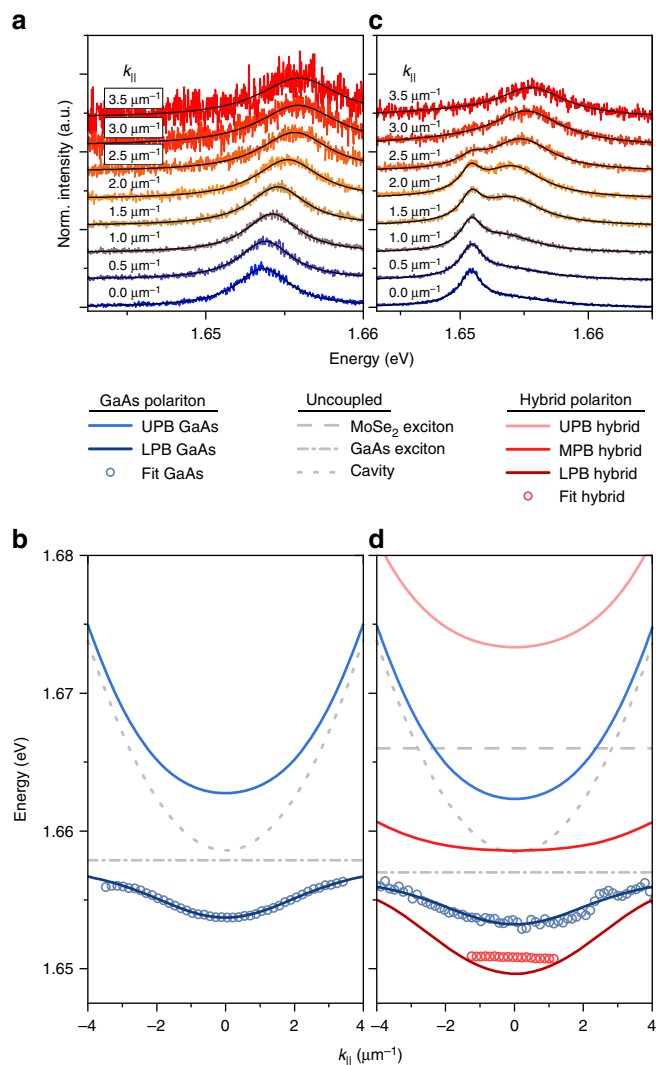 a
c
k||
3.5 μm−1
3.0 μm−1
2.5 μm−1
2.0 μm−1
1.5 μm−1
1.0 μm−1
0.5 μm−1
0.0 μm−1
k||
3.5 μm−1
3.0 μm−1
2.5 μm−1
2.0 μm−1
1.5 μm−1
1.0 μm−1
0.5 μm−1
0.0 μm−1
Norm. intensity (a.u.)
1.65 1.66 1.65 1.66
Energy (eV)
GaAs polariton
UPB GaAs
LPB GaAs
Fit GaAs
Uncoupled
MoSe2 exciton
GaAs exciton
Cavity
Hybrid polariton
UPB hybrid
MPB hybrid
LPB hybrid
Fit hybrid
b
d
1.68
1.67
1.66
1.65
Energy (eV)
−4 −2 0 2 4 −4 −2 0 2 4
k|| (μm−1)